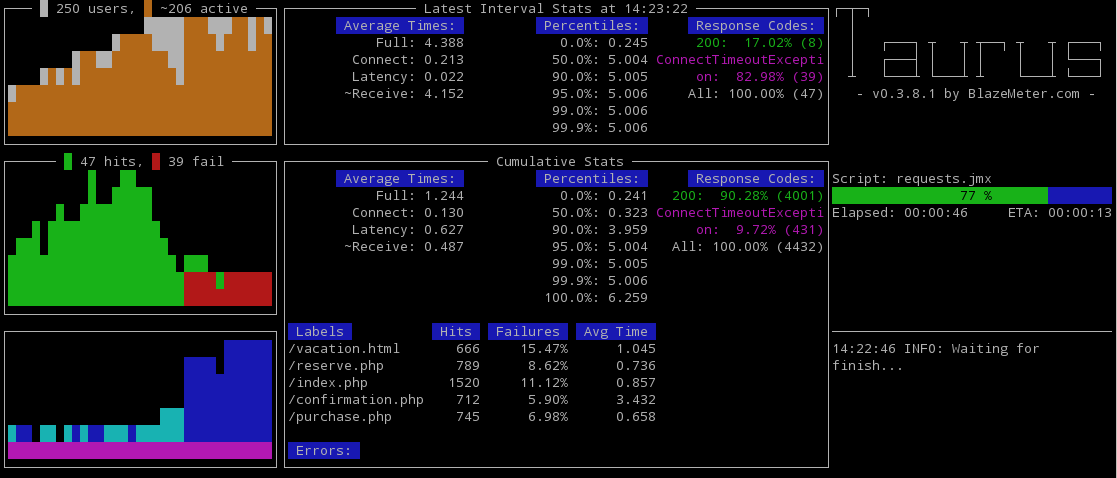 250 users, ~206 active
47 hits, 39 fail
Latest Interval Stats at 14:23:22
Average Times: Percentiles: Response Codes:
Full: 4.388 0.0%: 0.245 200: 17.02% (8)
Connect: 0.213 50.0%: 5.004 ConnectTimeoutExcepti
Latency: 0.022 90.0%: 5.005 on: 82.98% (39)
~Receive: 4.152 95.0%: 5.006 All: 100.00% (47)
99.0%: 5.006
99.9%: 5.006
Cumulative Stats
Average Times: Percentiles: Response Codes:
Full: 1.244 0.0%: 0.241 200: 90.28% (4001)
Connect: 0.130 50.0%: 0.323 ConnectTimeoutExcepti
Latency: 0.627 90.0%: 3.959 on: 9.72% (431)
~Receive: 0.487 95.0%: 5.004 All: 100.00% (4432)
99.0%: 5.005
99.9%: 5.006
100.0%: 6.259
Labels Hits Failures Avg Time
/vacation.html 666 15.47% 1.045
/reserve.php 789 8.62% 0.736
/index.php 1520 11.12% 0.857
/confirmation.php 712 5.90% 3.432
/purchase.php 745 6.98% 0.658
Errors:
Taurus
- v0.3.8.1 by BlazeMeter.com -
Script: requests.jmx
77 %
Elapsed: 00:00:46 ETA: 00:00:13
14:22:46 INFO: Waiting for
finish...